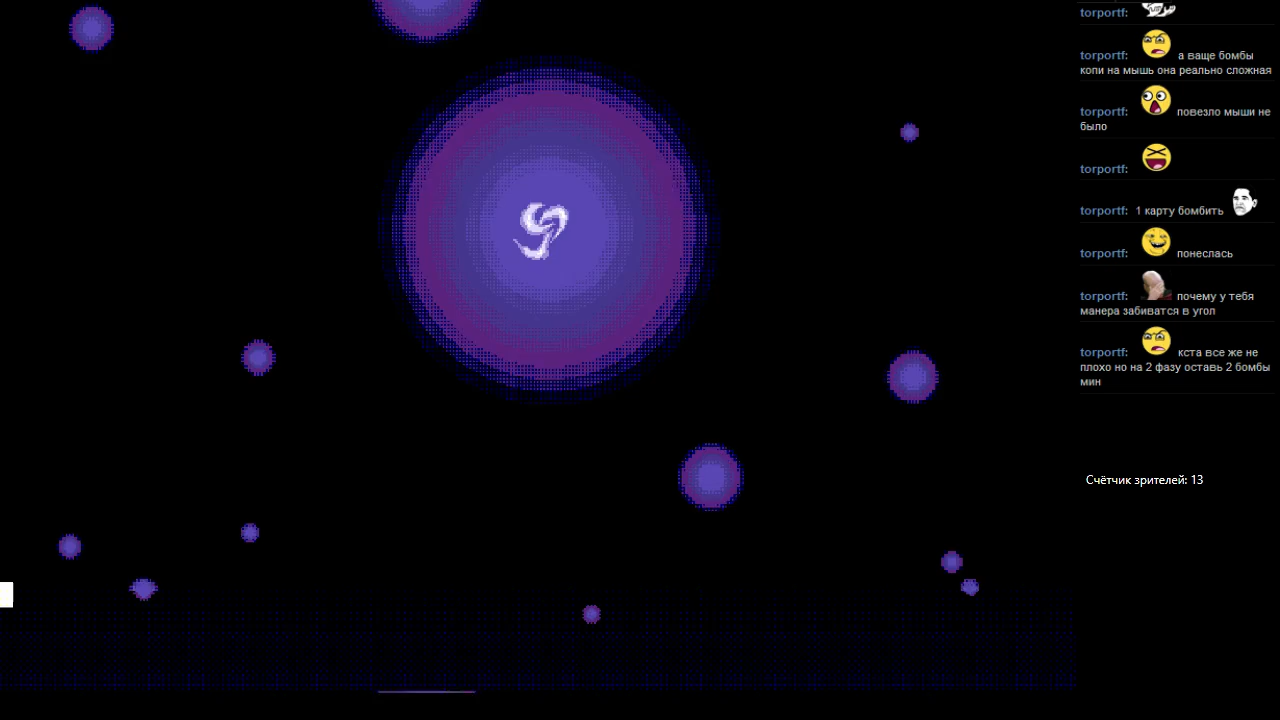 torportf:
torportf: а ваще бомбы
копи на мышь она реально сложная
torportf: повезло мыши не
было
torportf:
torportf: 1 карту бомбить
torportf: понеслась
torportf: почему у тебя
манера забиватся в угол
torportf: кста все же не
плохо но на 2 фазу оставь 2 бомбы
мин
Счётчик зрителей: 13